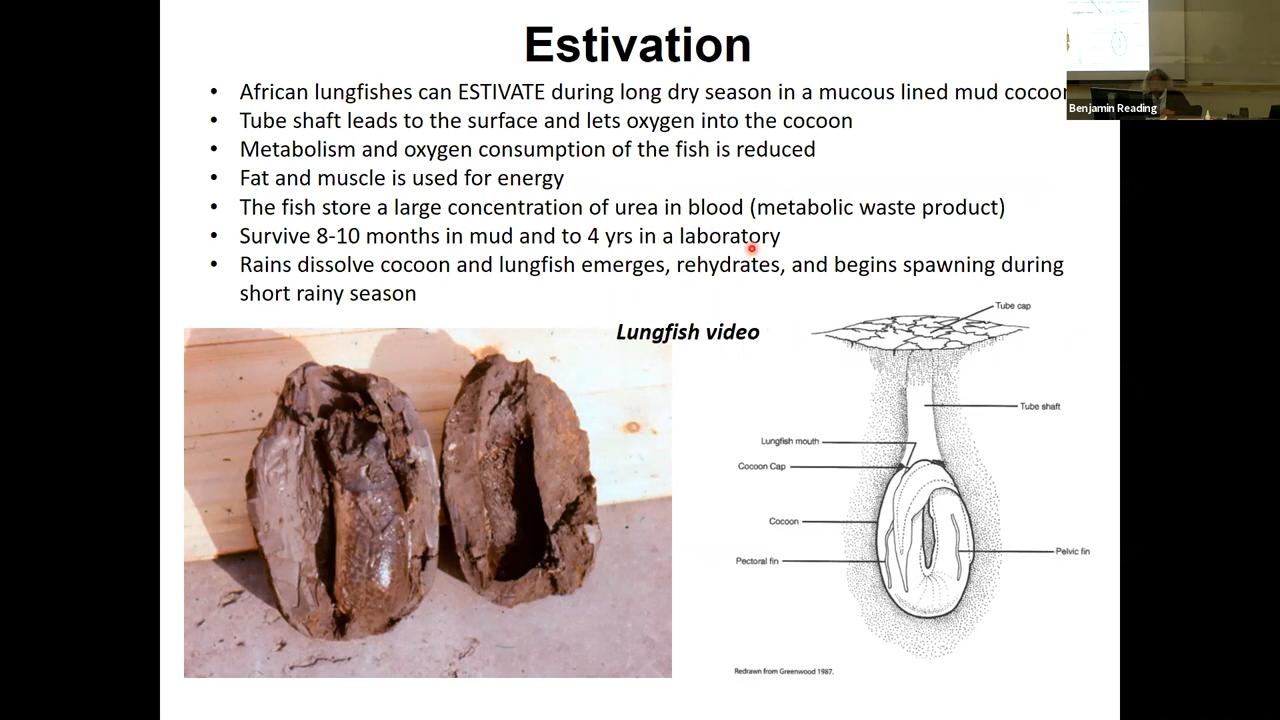 Estivation
• African lungfishes can ESTIVATE during long dry season in a mucous lined mud cocoon
Benjamin Reading
• Tube shaft leads to the surface and lets oxygen into the cocoon
• Metabolism and oxygen consumption of the fish is reduced
• Fat and muscle is used for energy
• The fish store a large concentration of urea in blood (metabolic waste product)
• Survive 8-10 months in mud and to 4 yrs in a laboratory
• Rains dissolve cocoon and lungfish emerges, rehydrates, and begins spawning during
short rainy season
Lungfish video
Tube cap
Tube shaft
Lungfish mouth
Cocoon Cap
Cocoon
Pelvic fin
Pectoral fin
Redrawn from Greenwood 1987.